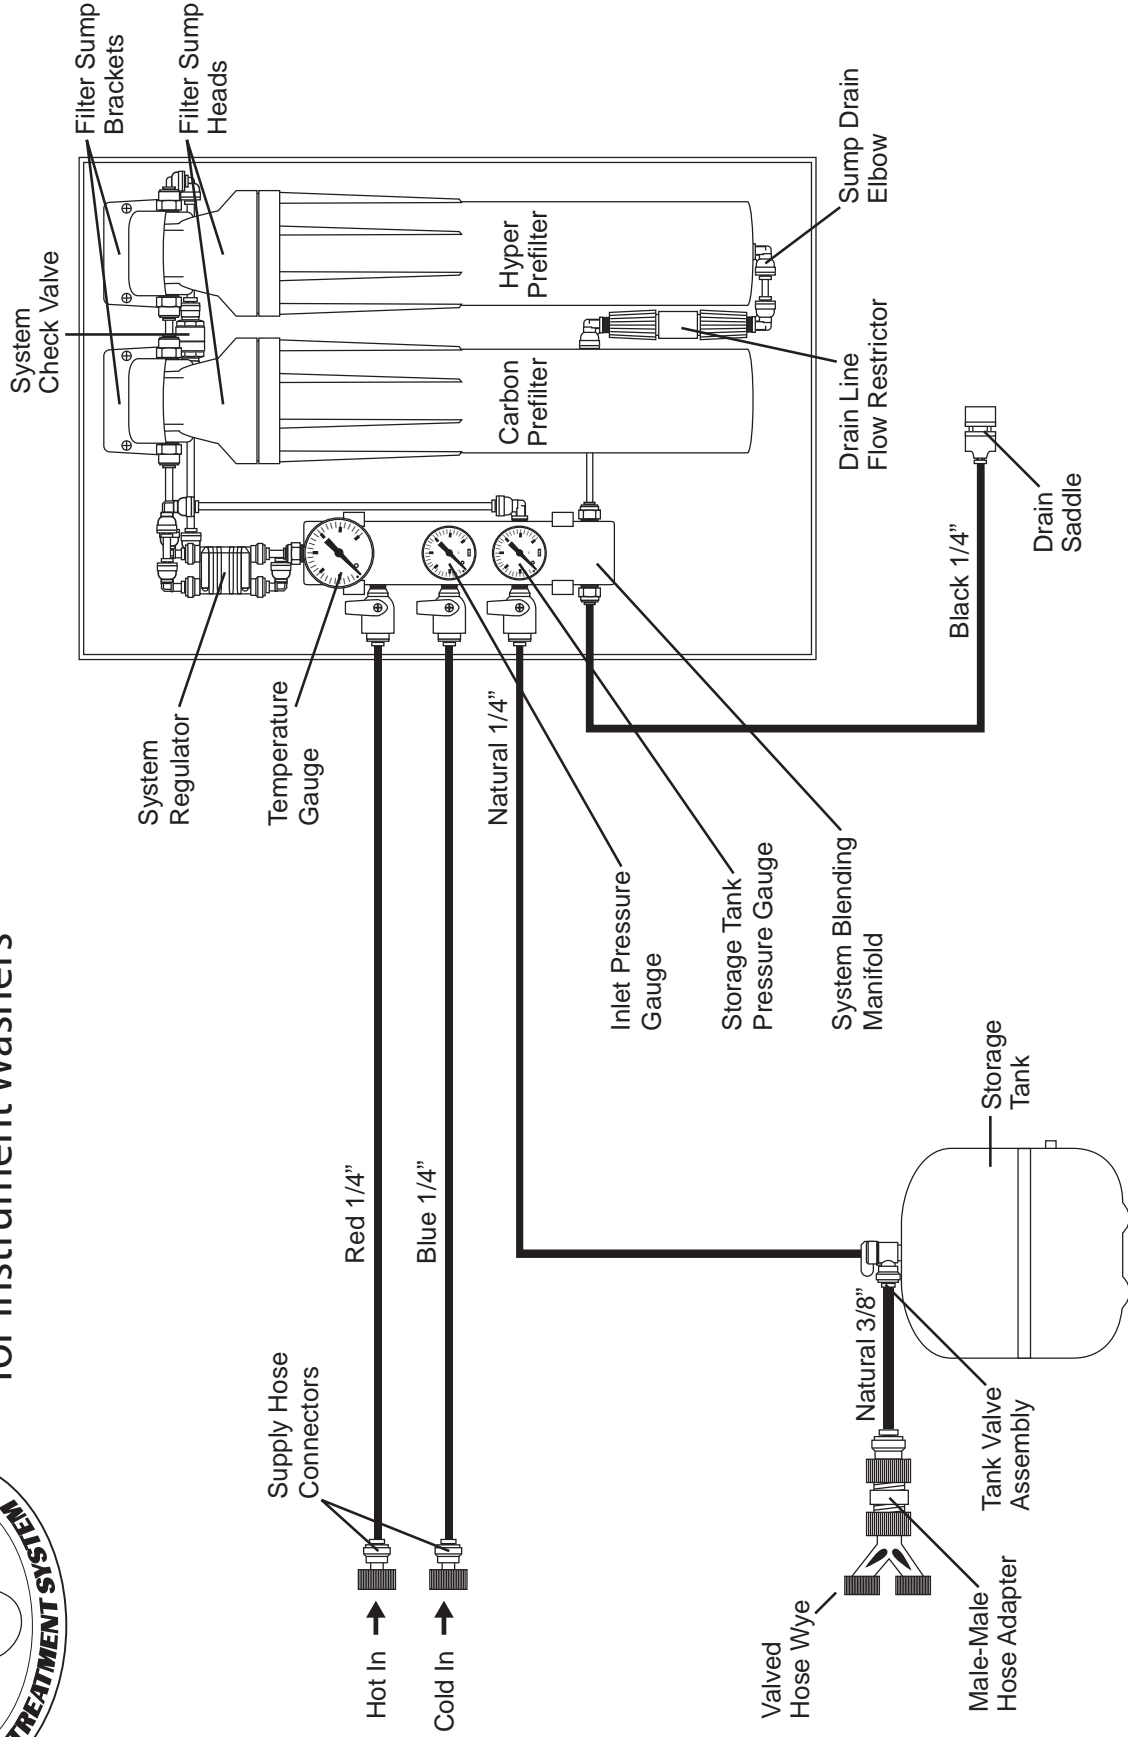 for Instrument Washers
TREATMENT SYSTEM
Filter Sump
Brackets
Filter Sump
Heads
System
Check Valve
Hyper
Prefilter
Carbon
Prefilter
Sump Drain
Elbow
Drain Line
Flow Restrictor
Drain
Saddle
Black 1/4”
System
Regulator
Temperature
Gauge
Natural 1/4”
Inlet Pressure
Gauge
Storage Tank
Pressure Gauge
System Blending
Manifold
Storage
Tank
Red 1/4”
Blue 1/4”
Supply Hose
Connectors
Natural 3/8”
Tank Valve
Assembly
Hot In
Cold In
Valved
Hose Wye
Male-Male
Hose Adapter